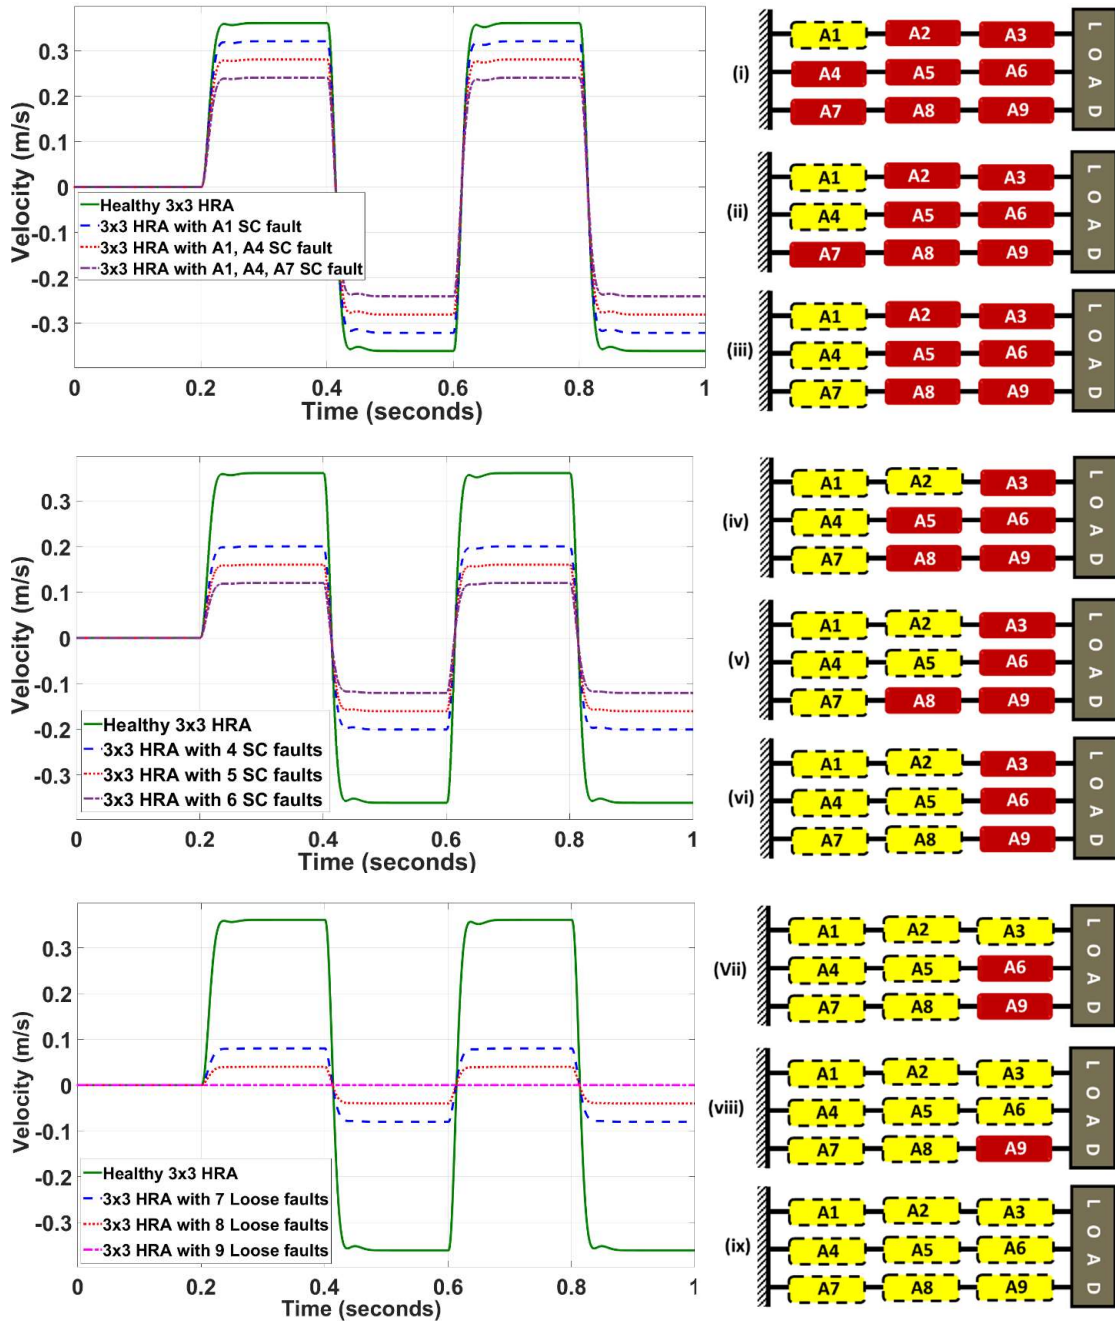 0.3
0.2
0.1
0
-0.1
-0.2
-0.3
Velocity (m/s)
Healthy 3x3 HRA
3x3 HRA with A1 SC fault
3x3 HRA with A1, A4 SC fault
3x3 HRA with A1, A4, A7 SC fault
0 0.2 0.4 0.6 0.8 1
Time (seconds)
(i)
A1 A2 A3
A4 A5 A6
A7 A8 A9
LOAD
(ii)
A1 A2 A3
A4 A5 A6
A7 A8 A9
LOAD
(iii)
A1 A2 A3
A4 A5 A6
A7 A8 A9
LOAD
0.3
0.2
0.1
0
-0.1
-0.2
-0.3
Velocity (m/s)
Healthy 3x3 HRA
3x3 HRA with 4 SC faults
3x3 HRA with 5 SC faults
3x3 HRA with 6 SC faults
0 0.2 0.4 0.6 0.8 1
Time (seconds)
(iv)
A1 A2 A3
A4 A5 A6
A7 A8 A9
LOAD
(v)
A1 A2 A3
A4 A5 A6
A7 A8 A9
LOAD
(vi)
A1 A2 A3
A4 A5 A6
A7 A8 A9
LOAD
0.3
0.2
0.1
0
-0.1
-0.2
-0.3
Velocity (m/s)
Healthy 3x3 HRA
3x3 HRA with 7 Loose faults
3x3 HRA with 8 Loose faults
3x3 HRA with 9 Loose faults
0 0.2 0.4 0.6 0.8 1
Time (seconds)
(Vii)
A1 A2 A3
A4 A5 A6
A7 A8 A9
LOAD
(viii)
A1 A2 A3
A4 A5 A6
A7 A8 A9
LOAD
(ix)
A1 A2 A3
A4 A5 A6
A7 A8 A9
LOAD